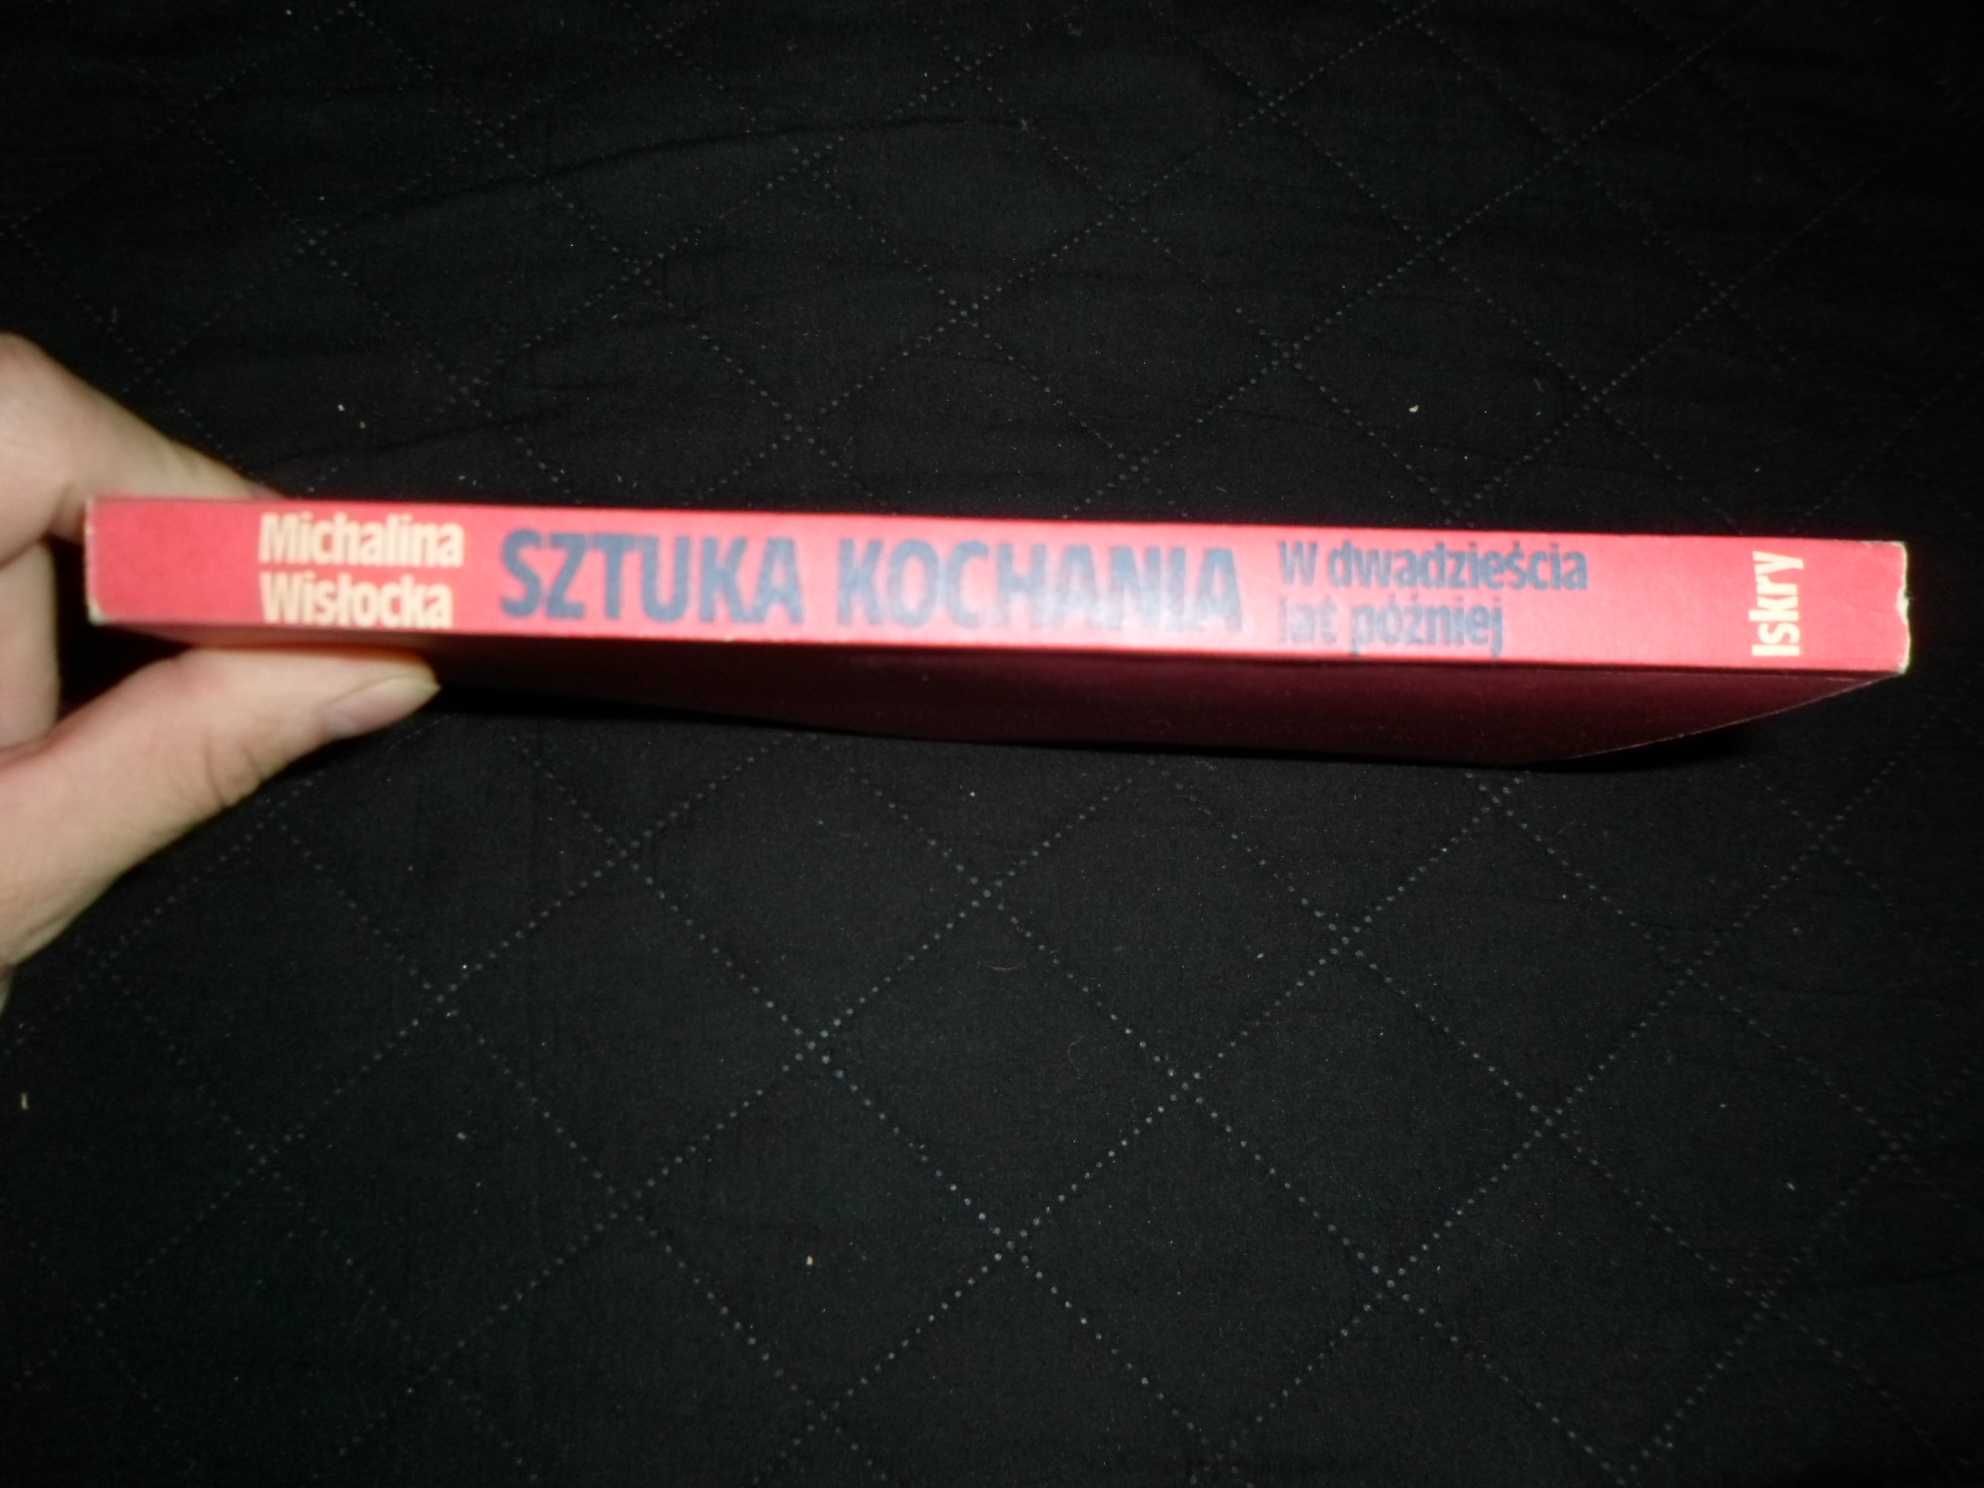 Michalina
Wisłocka
SZTUKA KOCHANIA
W dwadzieścia
lat później
Iskry